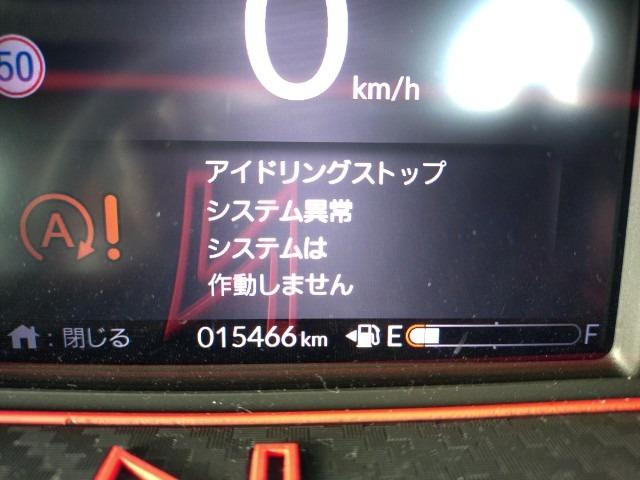 50
0
km/h
アイドリングストップ
システム異常
システムは
作動しません
A!
:閉じる
015466km
E
F